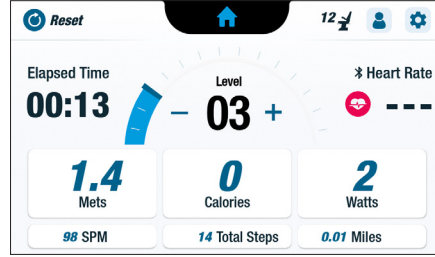 Reset
12
Elapsed Time
00:13
Level
− 03 +
Heart Rate
---
1.4
Mets
0
Calories
2
Watts
98 SPM
14 Total Steps
0.01 Miles